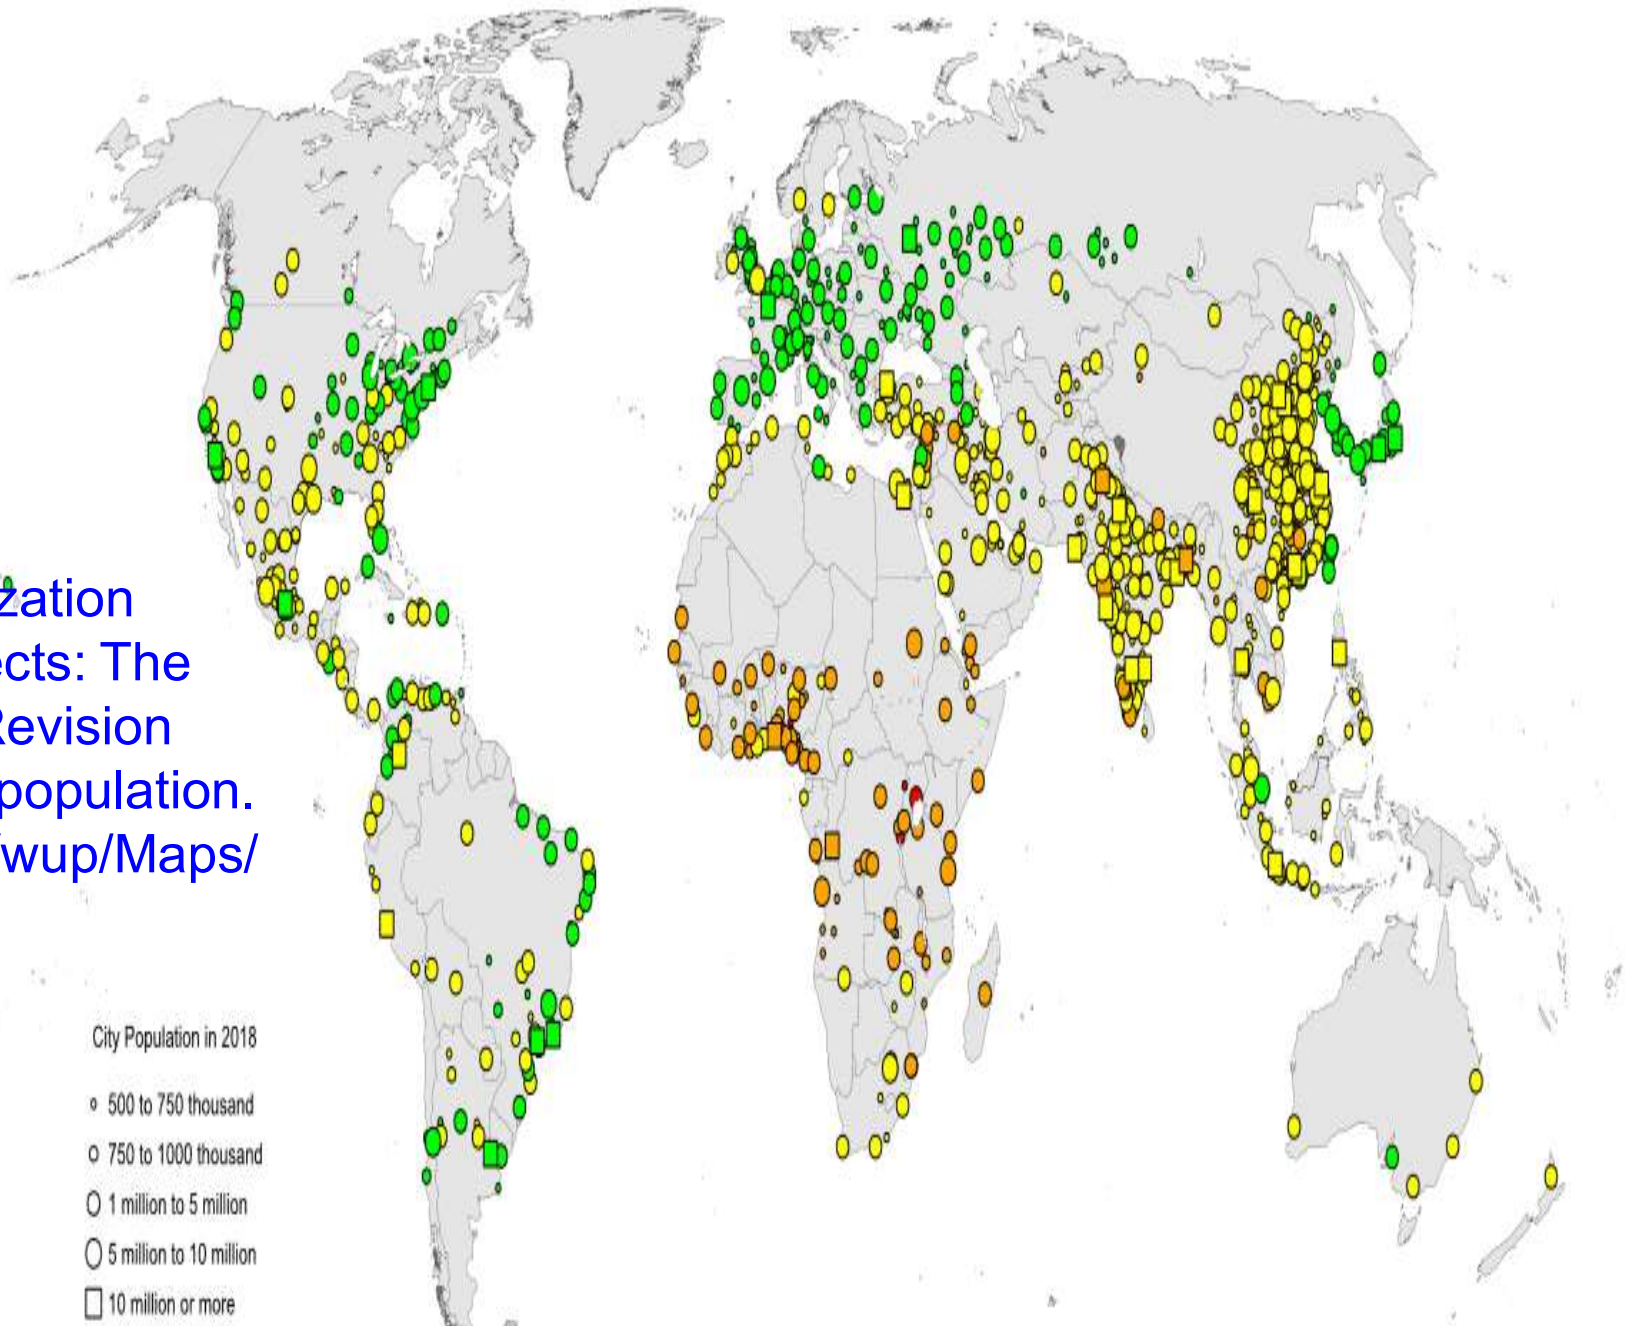 zation
ects: The
Revision
population.
/wup/Maps/
City Population in 2018
500 to 750 thousand
750 to 1000 thousand
1 million to 5 million
5 million to 10 million
10 million or more